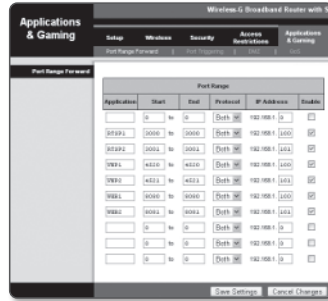 Wireless-G Broadband Router with S
Applications & Gaming
Setup Wireless Security Access Restrictions Applications & Gaming
Port Range Forward | Port Triggering | DMZ | QoS
Port Range Forward
Port Range
Application Start End Protocol IP Address Enable
0 to 0 Both 192.168.1. 0
RTSP1 3000 to 3000 Both 192.168.1. 100
RTSP2 3001 to 3001 Both 192.168.1. 101
4520 to 4520 Both 192.168.1. 100
4521 to 4521 Both 192.168.1. 101
WEB1 8080 to 8080 Both 192.168.1. 100
WEB2 8081 to 8081 Both 192.168.1. 101
0 to 0 Both 192.168.1. 0
0 to 0 Both 192.168.1. 0
0 to 0 Both 192.168.1. 0
Save Settings Cancel Changes